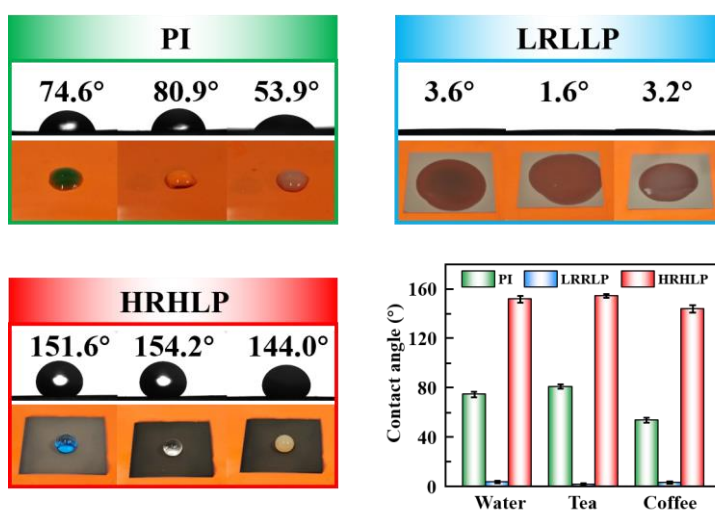 PI
74.6° 80.9° 53.9°
LRLLP
3.6° 1.6° 3.2°
HRHLP
151.6° 154.2° 144.0°
PI LRRLP HRHLP
Contact angle (°)
160
120
80
40
0
Water Tea Coffee